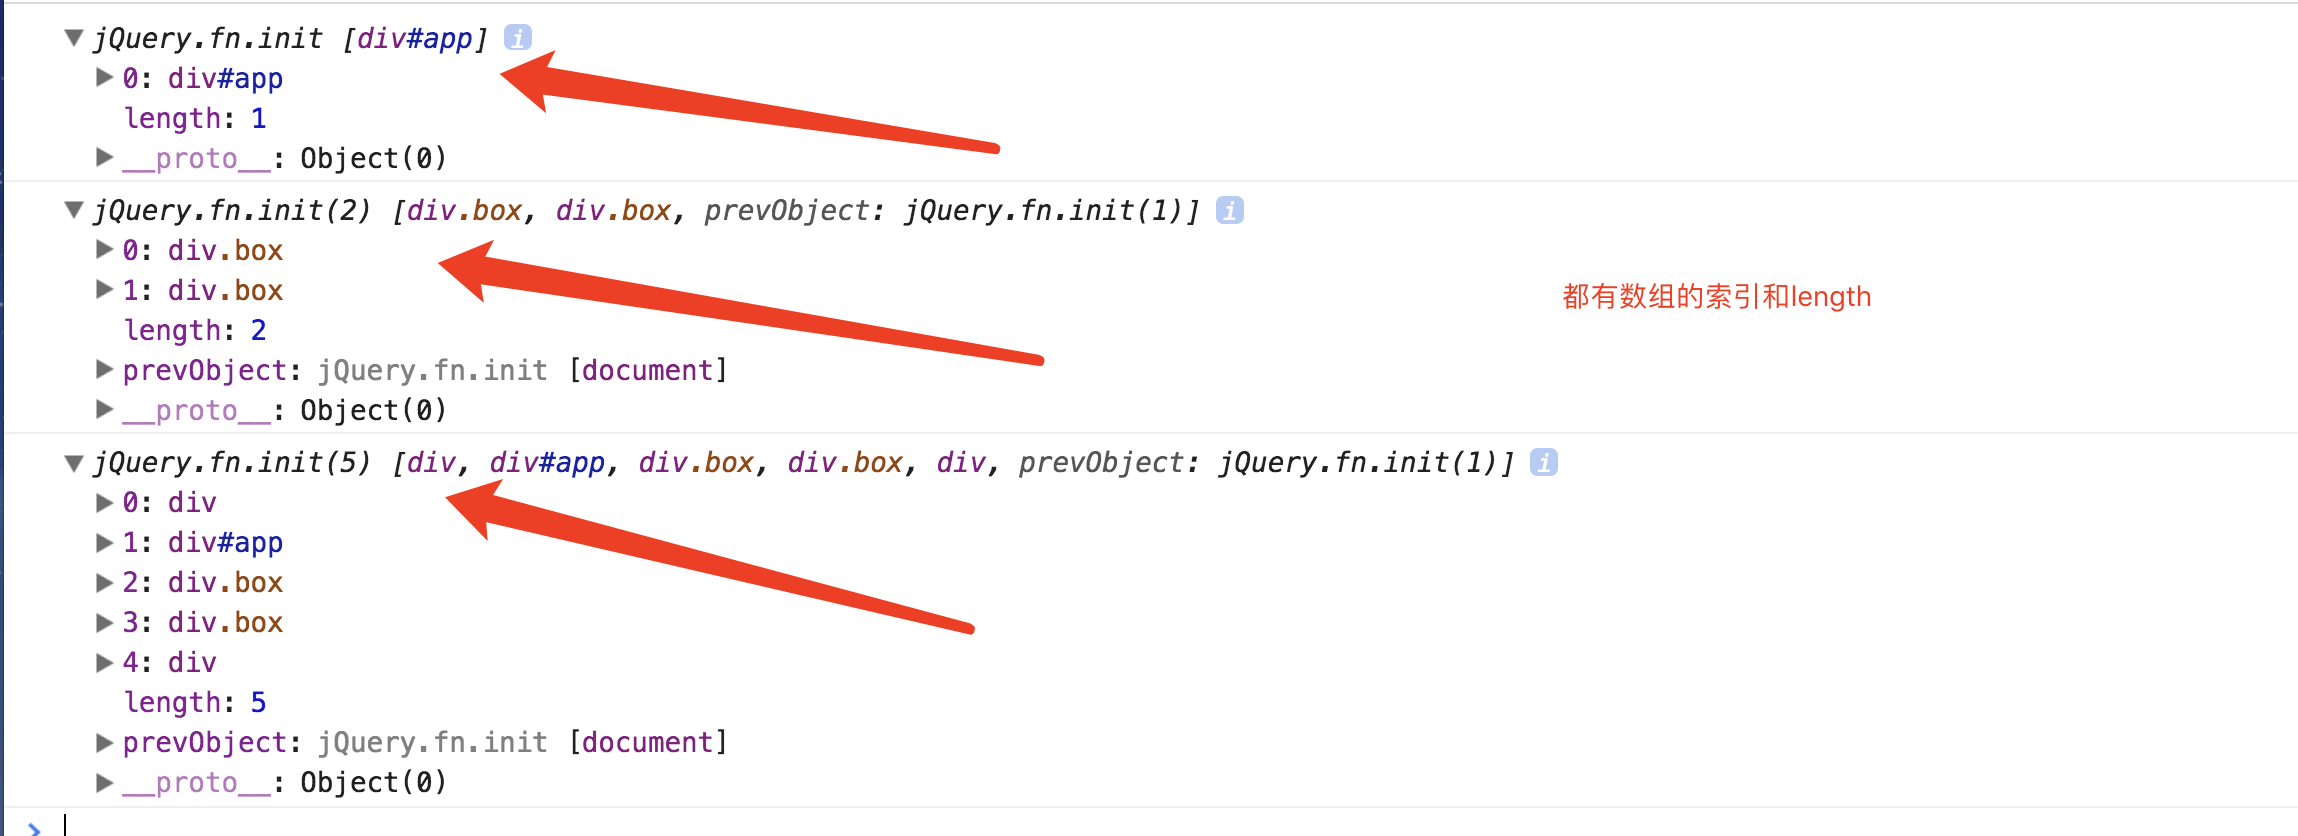 jQuery.fn.init [div#app] i
0: div#app
length: 1
__proto__: Object(0)
jQuery.fn.init(2) [div.box, div.box, prevObject: jQuery.fn.init(1)] i
0: div.box
1: div.box
都有数组的索引和length
length: 2
prevObject: jQuery.fn.init [document]
__proto__: Object(0)
jQuery.fn.init(5) [div, div#app, div.box, div.box, div, prevObject: jQuery.fn.init(1)] i
0: div
1: div#app
2: div.box
3: div.box
4: div
length: 5
prevObject: jQuery.fn.init [document]
__proto__: Object(0)